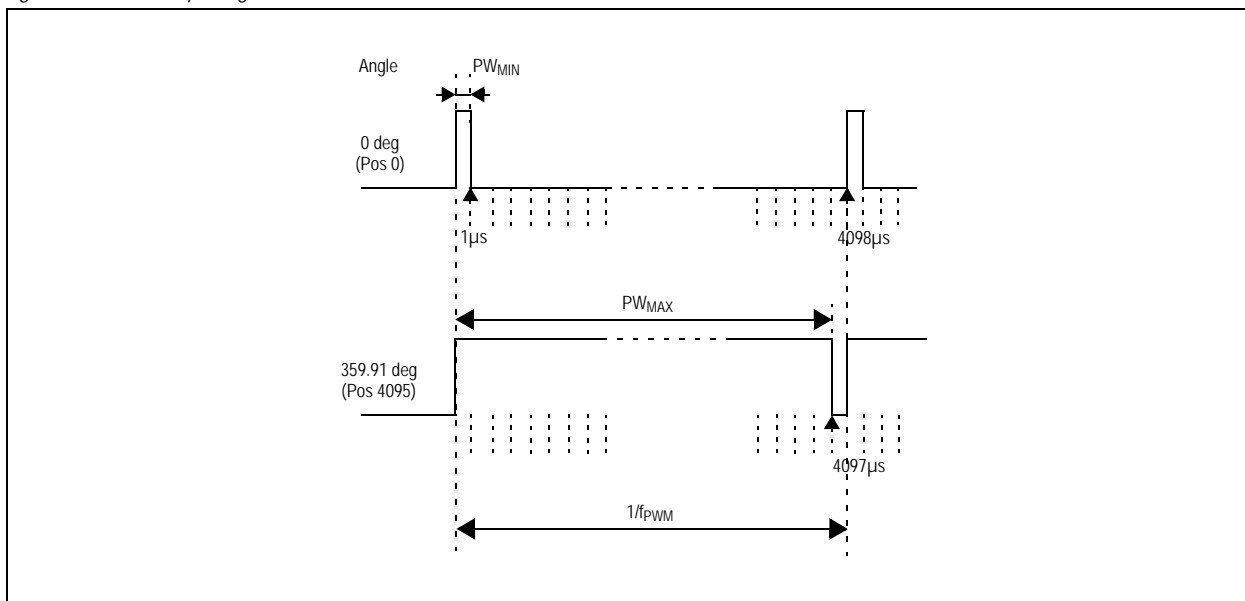 Angle
PWMIN
0 deg
(Pos 0)
1µs
4098µs
PWMAX
359.91 deg
(Pos 4095)
4097µs
1/fPWM